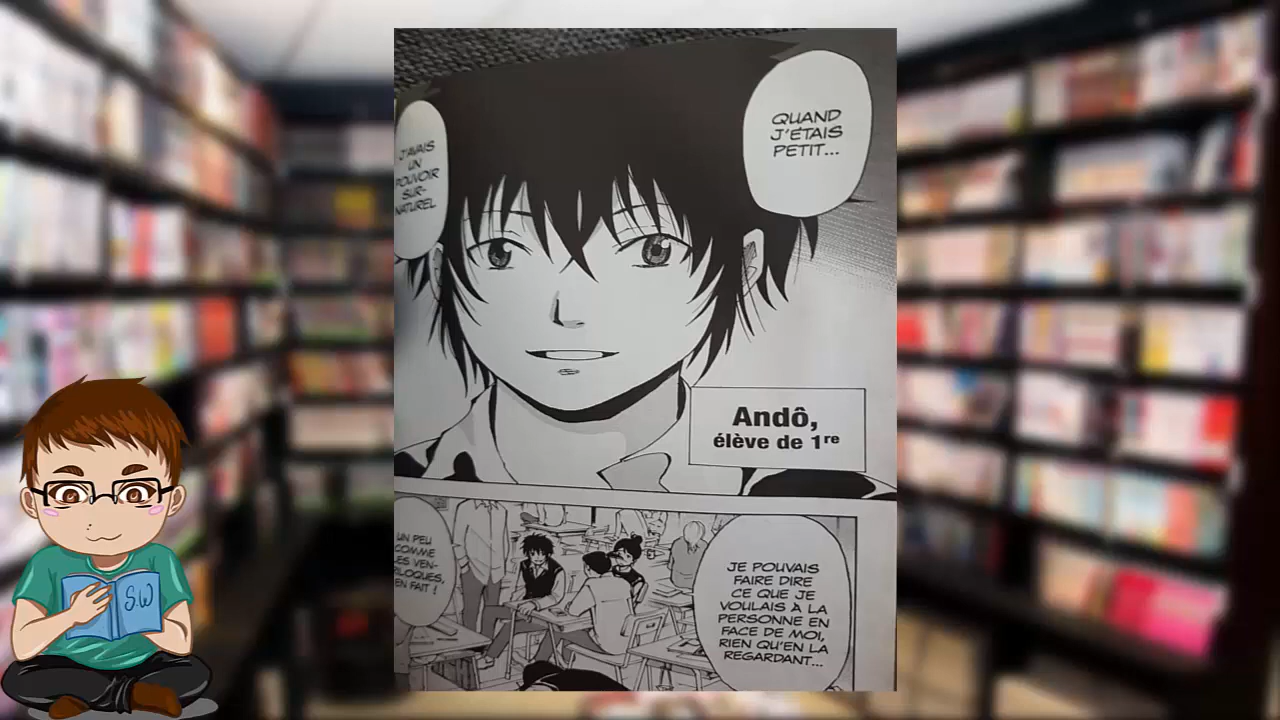 QUAND
J'ÉTAIS
PETIT...
J'AVAIS
UN
POUVOIR
SUR-
NATUREL
Andô,
élève de 1re
JE POUVAIS
FAIRE DIRE
CE QUE JE
VOULAIS À LA
PERSONNE EN
FACE DE MOI,
RIEN QU'EN LA
REGARDANT...
UN PEU
COMME
LES VEN-
RILOQUES,
EN FAIT !
S.W